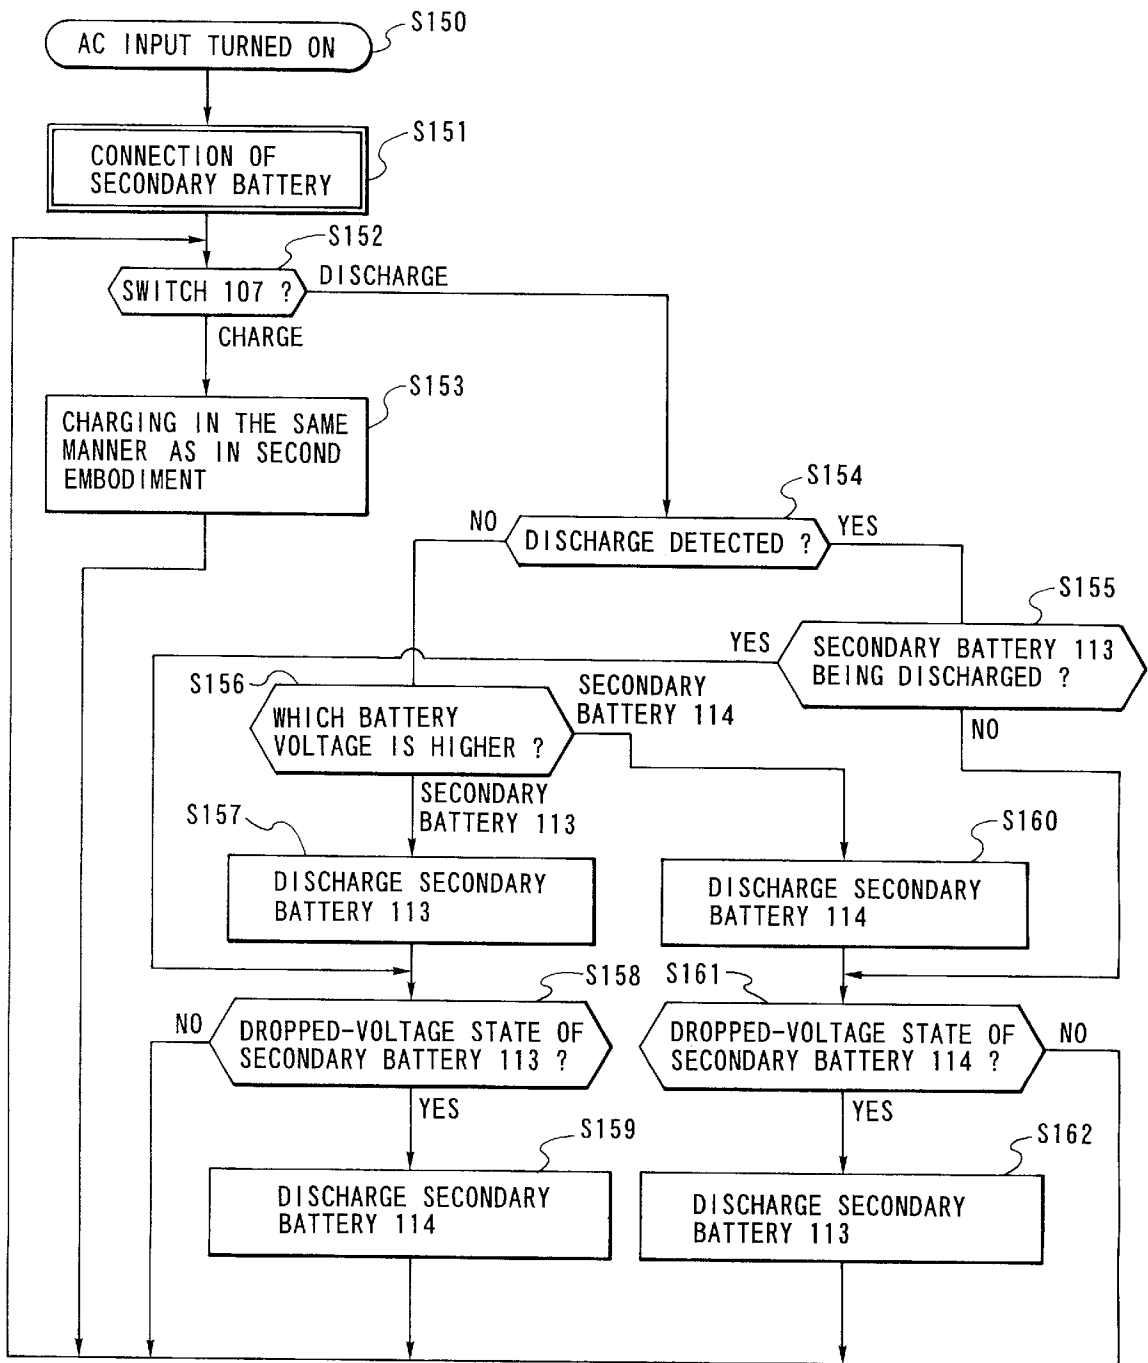 S150
AC INPUT TURNED ON
S151
CONNECTION OF
SECONDARY BATTERY
S152
SWITCH 107 ?
DISCHARGE
CHARGE
S153
CHARGING IN THE SAME
MANNER AS IN SECOND
EMBODIMENT
S154
NO
DISCHARGE DETECTED ?
YES
S155
YES
SECONDARY BATTERY 113
BEING DISCHARGED ?
NO
S156
WHICH BATTERY
VOLTAGE IS HIGHER ?
SECONDARY
BATTERY 114
SECONDARY
BATTERY 113
S157
DISCHARGE SECONDARY
BATTERY 113
S160
DISCHARGE SECONDARY
BATTERY 114
S158
NO
DROPPED-VOLTAGE STATE OF
SECONDARY BATTERY 113 ?
YES
S161
DROPPED-VOLTAGE STATE OF
SECONDARY BATTERY 114 ?
NO
YES
S159
DISCHARGE SECONDARY
BATTERY 114
S162
DISCHARGE SECONDARY
BATTERY 113